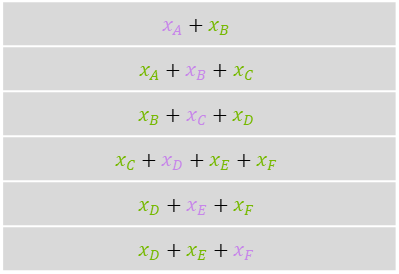 x_A + x_B
x_A + x_B + x_C
x_B + x_C + x_D
x_C + x_D + x_E + x_F
x_D + x_E + x_F
x_D + x_E + x_F